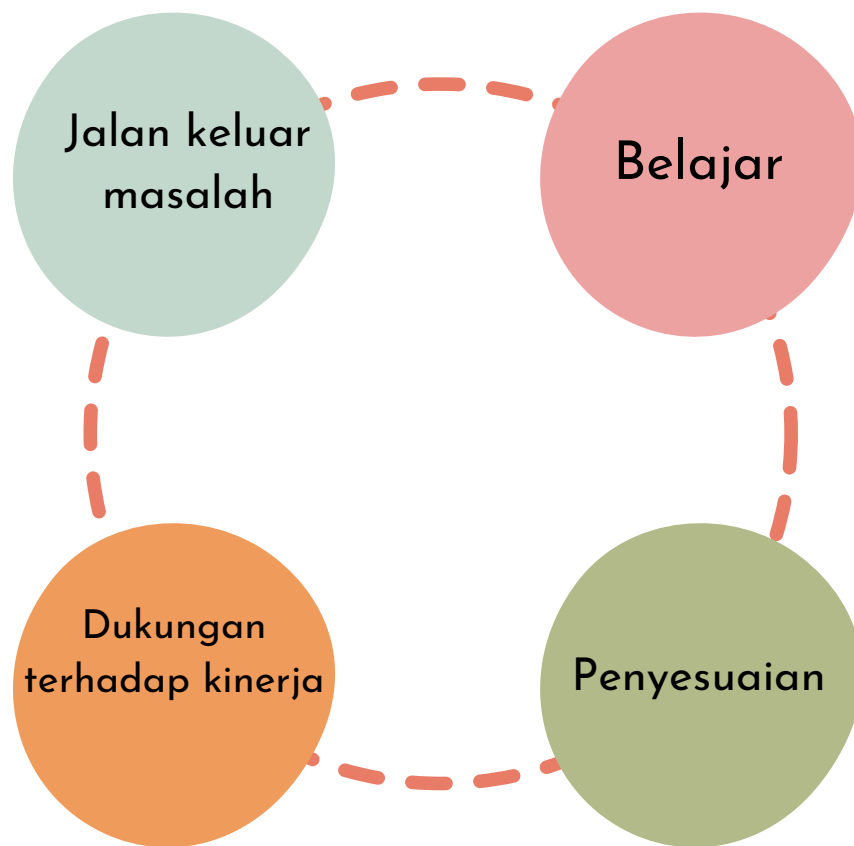 Jalan keluar
masalah
Belajar
Dukungan
terhadap kinerja
Penyesuaian